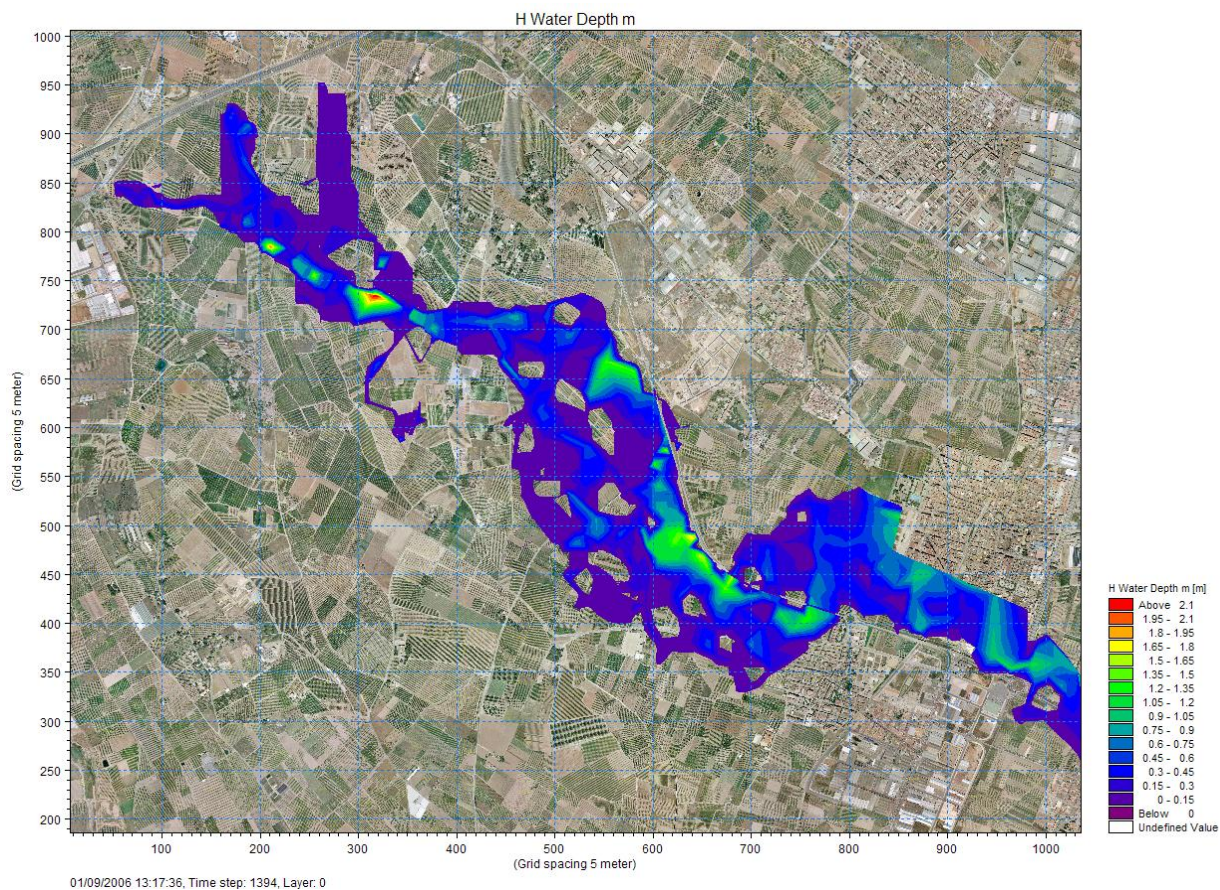 H Water Depth m
1000
950
900
850
800
750
700
650
600
550
500
450
400
350
300
250
200
(Grid spacing 5 meter)
100 200 300 400 500 600 700 800 900 1000
(Grid spacing 5 meter)
01/09/2006 13:17:36, Time step: 1394, Layer: 0
H Water Depth m [m]
Above 2.1
1.95 - 2.1
1.8 - 1.95
1.65 - 1.8
1.5 - 1.65
1.35 - 1.5
1.2 - 1.35
1.05 - 1.2
0.9 - 1.05
0.75 - 0.9
0.6 - 0.75
0.45 - 0.6
0.3 - 0.45
0.15 - 0.3
0 - 0.15
Below 0
Undefined Value